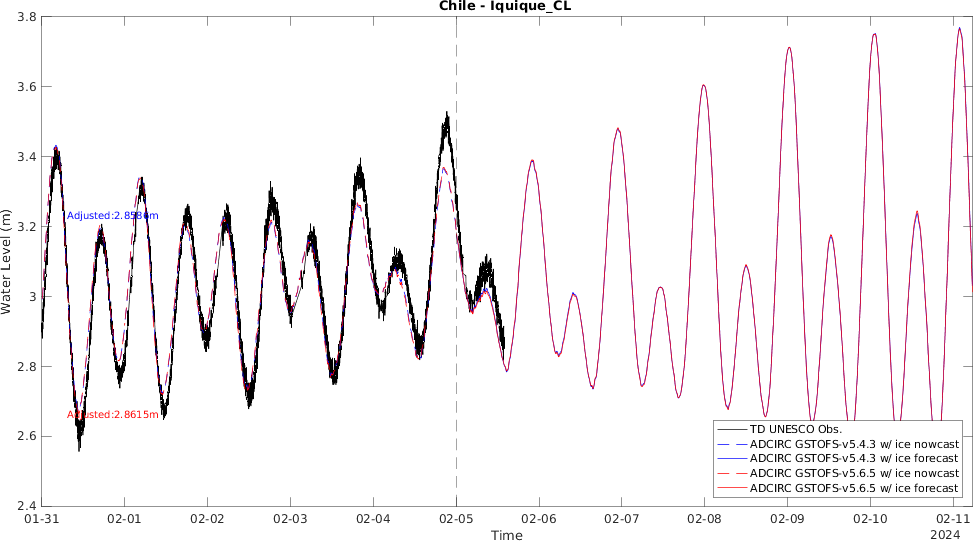 Chile - Iquique_CL
3.8
3.6
3.4
3.2
3
2.8
2.6
2.4
Water Level (m)
Adjusted:2.8586m
Adjusted:2.8615m
TD UNESCO Obs.
ADCIRC GSTOFS-v5.4.3 w/ ice nowcast
ADCIRC GSTOFS-v5.4.3 w/ ice forecast
ADCIRC GSTOFS-v5.6.5 w/ ice nowcast
ADCIRC GSTOFS-v5.6.5 w/ ice forecast
01-31 02-01 02-02 02-03 02-04 02-05 02-06 02-07 02-08 02-09 02-10 02-11
Time
2024